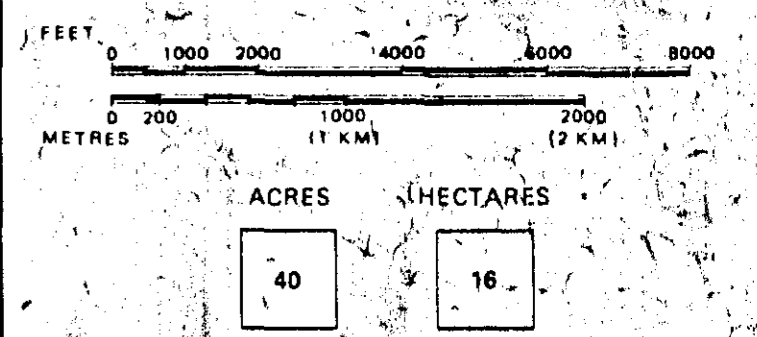 FEET
0 1000 2000 4000 6000 8000
0 200 1000 2000
METRES (1 KM) (2 KM)
ACRES HECTARES
40 16